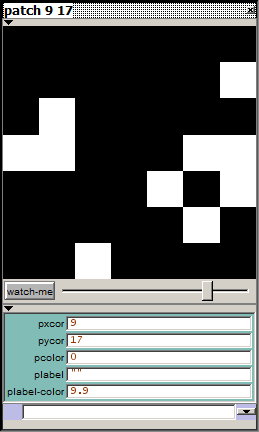 patch 9 17
watch-me
pxcor 9
pycor 17
pcolor 0
plabel ""
plabel-color 9.9